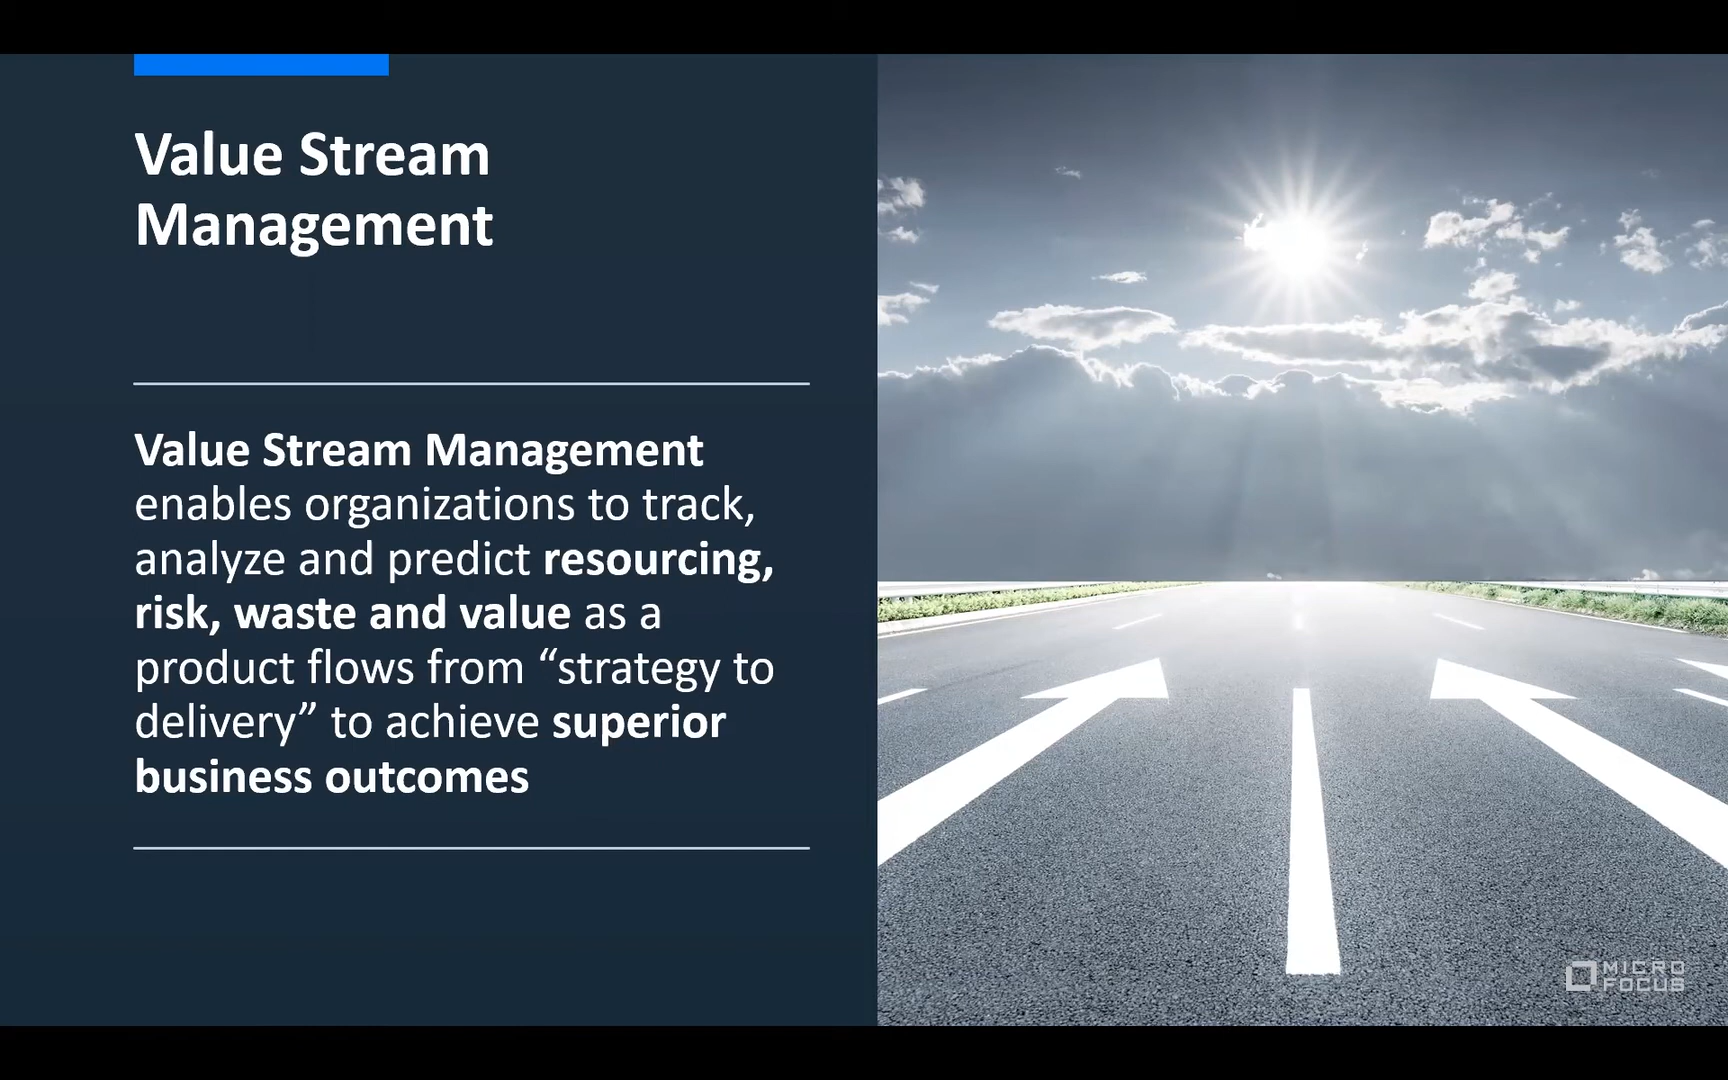 Value Stream
Management
Value Stream Management
enables organizations to track,
analyze and predict resourcing,
risk, waste and value as a
product flows from “strategy to
delivery” to achieve superior
business outcomes
MICRO
FOCUS